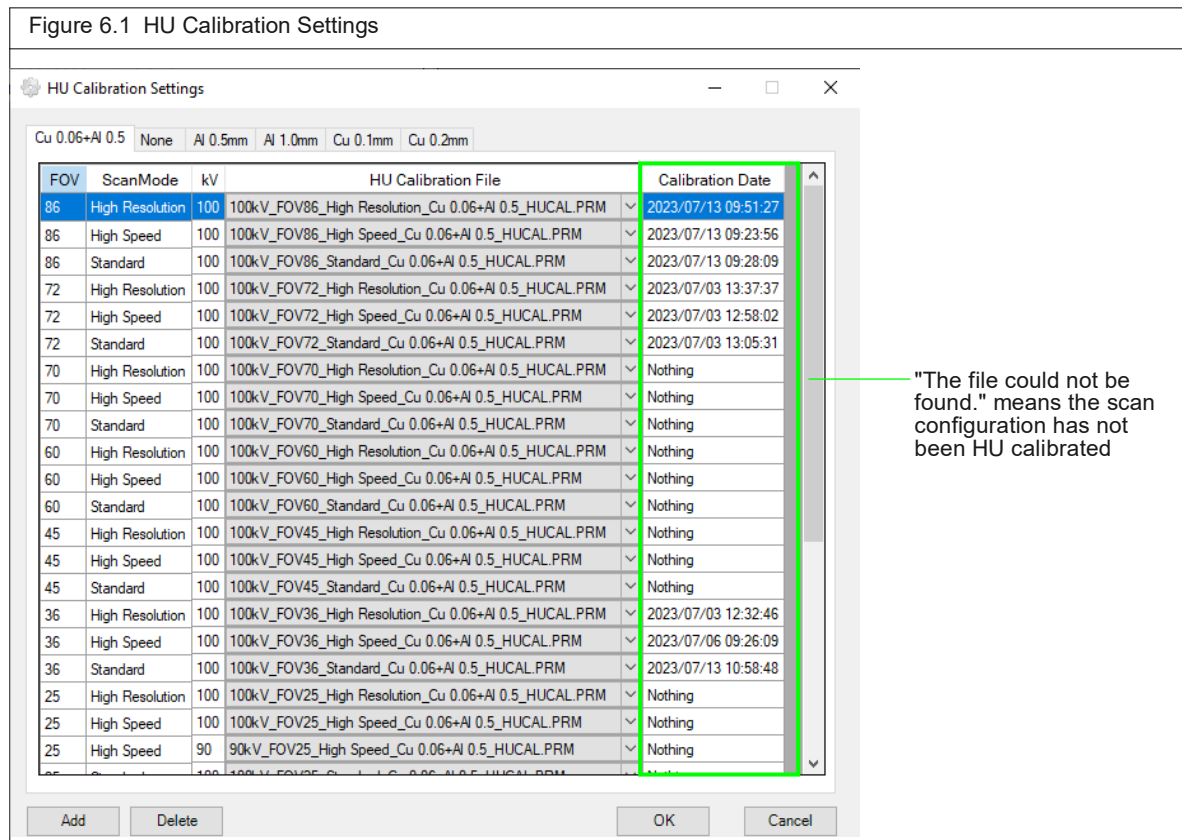 Figure 6.1 HU Calibration Settings
HU Calibration Settings
Cu 0.06+Al 0.5 None Al 0.5mm Al 1.0mm Cu 0.1mm Cu 0.2mm
FOV ScanMode kV HU Calibration File Calibration Date
86 High Resolution 100 100kV_FOV86_High Resolution_Cu 0.06+Al 0.5_HUCAL.PRM 2023/07/13 09:51:27
86 High Speed 100 100kV_FOV86_High Speed_Cu 0.06+Al 0.5_HUCAL.PRM 2023/07/13 09:23:56
86 Standard 100 100kV_FOV86_Standard_Cu 0.06+Al 0.5_HUCAL.PRM 2023/07/13 09:28:09
72 High Resolution 100 100kV_FOV72_High Resolution_Cu 0.06+Al 0.5_HUCAL.PRM 2023/07/03 13:37:37
72 High Speed 100 100kV_FOV72_High Speed_Cu 0.06+Al 0.5_HUCAL.PRM 2023/07/03 12:58:02
72 Standard 100 100kV_FOV72_Standard_Cu 0.06+Al 0.5_HUCAL.PRM 2023/07/03 13:05:31
70 High Resolution 100 100kV_FOV70_High Resolution_Cu 0.06+Al 0.5_HUCAL.PRM Nothing
70 High Speed 100 100kV_FOV70_High Speed_Cu 0.06+Al 0.5_HUCAL.PRM Nothing
70 Standard 100 100kV_FOV70_Standard_Cu 0.06+Al 0.5_HUCAL.PRM Nothing
60 High Resolution 100 100kV_FOV60_High Resolution_Cu 0.06+Al 0.5_HUCAL.PRM Nothing
60 High Speed 100 100kV_FOV60_High Speed_Cu 0.06+Al 0.5_HUCAL.PRM Nothing
60 Standard 100 100kV_FOV60_Standard_Cu 0.06+Al 0.5_HUCAL.PRM Nothing
45 High Resolution 100 100kV_FOV45_High Resolution_Cu 0.06+Al 0.5_HUCAL.PRM Nothing
45 High Speed 100 100kV_FOV45_High Speed_Cu 0.06+Al 0.5_HUCAL.PRM Nothing
45 Standard 100 100kV_FOV45_Standard_Cu 0.06+Al 0.5_HUCAL.PRM Nothing
36 High Resolution 100 100kV_FOV36_High Resolution_Cu 0.06+Al 0.5_HUCAL.PRM 2023/07/03 12:32:46
36 High Speed 100 100kV_FOV36_High Speed_Cu 0.06+Al 0.5_HUCAL.PRM 2023/07/06 09:26:09
36 Standard 100 100kV_FOV36_Standard_Cu 0.06+Al 0.5_HUCAL.PRM 2023/07/13 10:58:48
25 High Resolution 100 100kV_FOV25_High Resolution_Cu 0.06+Al 0.5_HUCAL.PRM Nothing
25 High Speed 100 100kV_FOV25_High Speed_Cu 0.06+Al 0.5_HUCAL.PRM Nothing
25 High Speed 90 90kV_FOV25_High Speed_Cu 0.06+Al 0.5_HUCAL.PRM Nothing
Add Delete OK Cancel
"The file could not be
found." means the scan
configuration has not
been HU calibrated